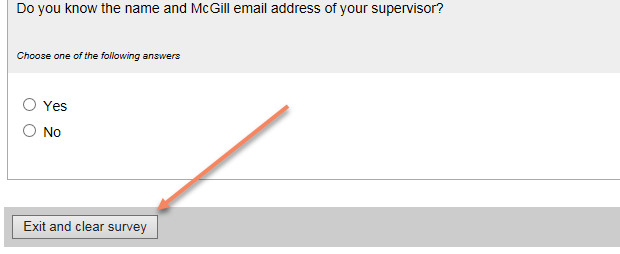 Do you know the name and McGill email address of your supervisor?
Choose one of the following answers
Yes
No
Exit and clear survey